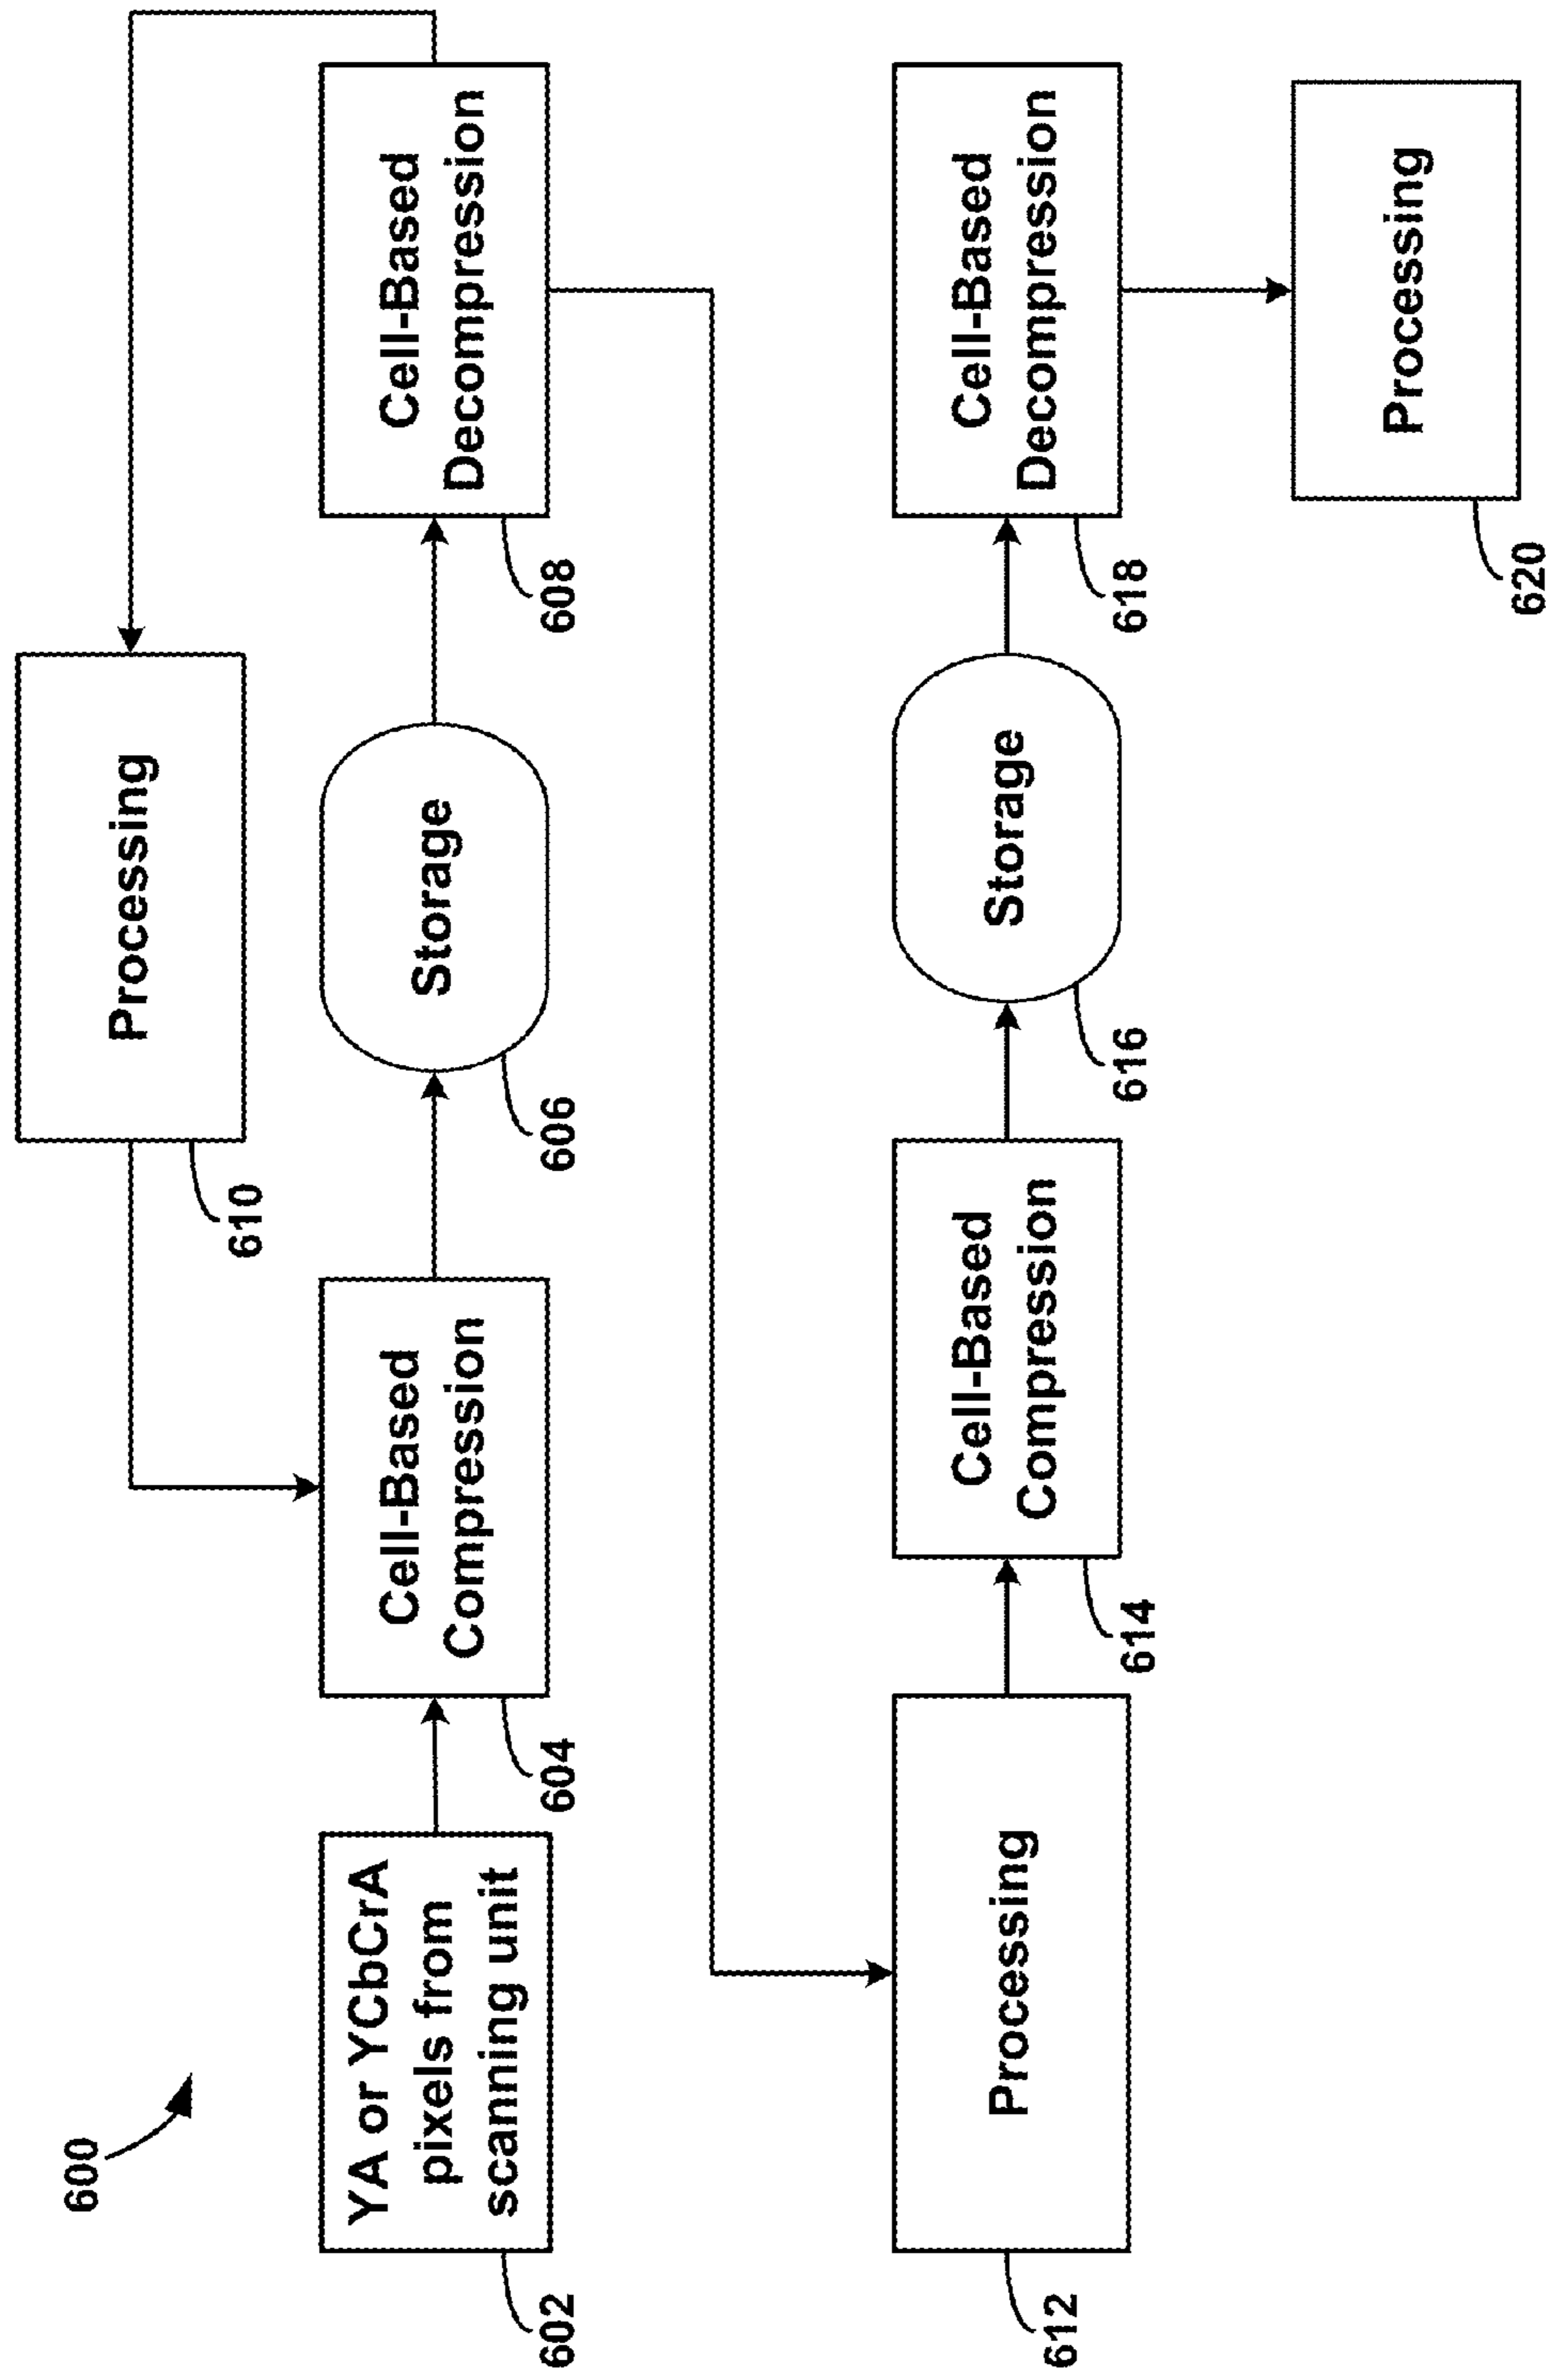 600
Processing
610
YA or YCbCrA
pixels from
scanning unit
602
Cell-Based
Compression
604
Storage
606
Cell-Based
Decompression
608
Processing
612
Cell-Based
Compression
614
Storage
616
Cell-Based
Decompression
618
Processing
620